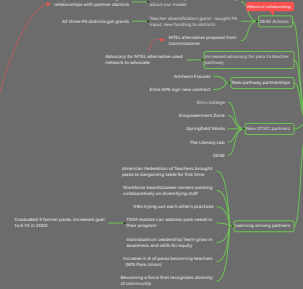 relationships with partner districts
about our model
Effects of collaborating
All three PS districts got grants
Teacher diversification grant - sought PS
input, new funding to districts
DESE Actions
MTEL alternative proposal from
Commissioner
Advocacy for MTEL alternative-used
network to advocate
Increased advocacy for para to teacher
pathway
Amherst Futures
New pathway partnerships
Elms SPS sign new contract
Elms College
Empowerment Zone
Springfield Works
New OTWC partners
The Literacy Lab
DESE
American Federation of Teachers brought
paras to bargaining table for first time
Workforce boards/career centers working
collaboratively on diversifying staff
IHEs trying out each other's practices
Graduated 5 former paras; increased goal
to 5-10 in 2020
TWM realizes can address para needs in
their program
Learning among partners
Individuals on Leadership Team grow in
awareness and skills for equity
Increase in # of paras becoming teachers
(SPS Para Union)
Becoming a force that recognizes diversity
of community